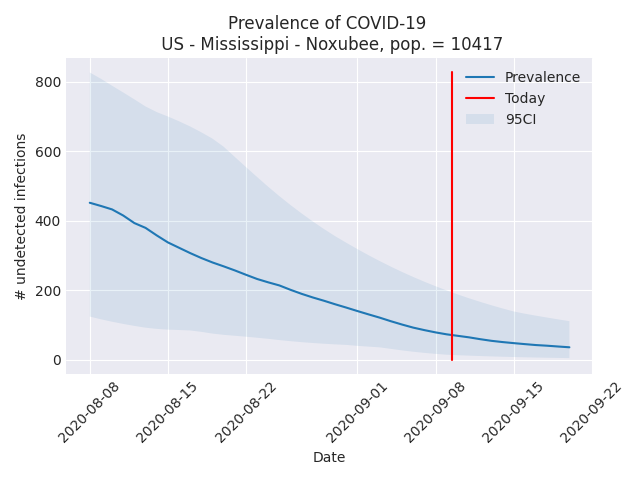 Prevalence of COVID-19
US - Mississippi - Noxubee, pop. = 10417
Prevalence
Today
95CI
# undetected infections
800
600
400
200
0
2020-08-08
2020-08-15
2020-08-22
2020-09-01
2020-09-08
2020-09-15
2020-09-22
Date